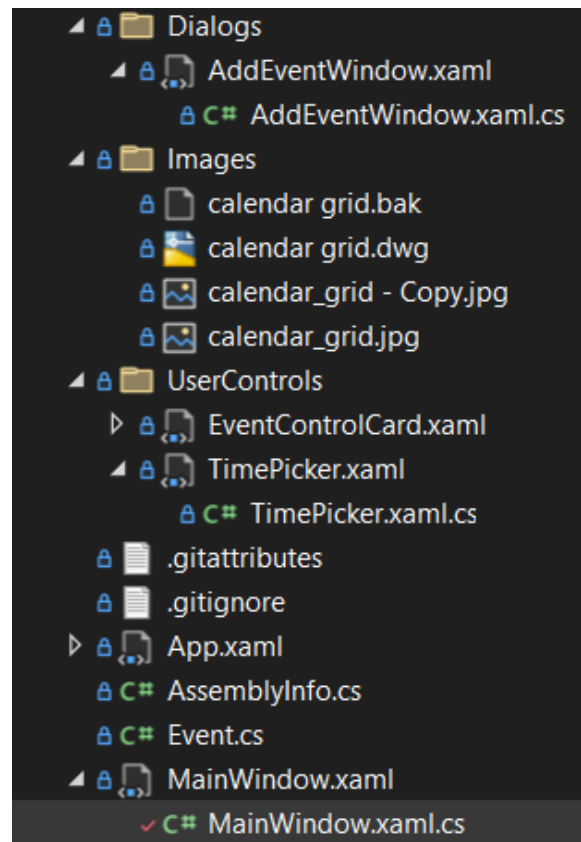 Dialogs
AddEventWindow.xaml
C# AddEventWindow.xaml.cs
Images
calendar grid.bak
calendar grid.dwg
calendar_grid - Copy.jpg
calendar_grid.jpg
UserControls
EventControlCard.xaml
TimePicker.xaml
C# TimePicker.xaml.cs
.gitattributes
.gitignore
App.xaml
C# AssemblyInfo.cs
C# Event.cs
MainWindow.xaml
C# MainWindow.xaml.cs